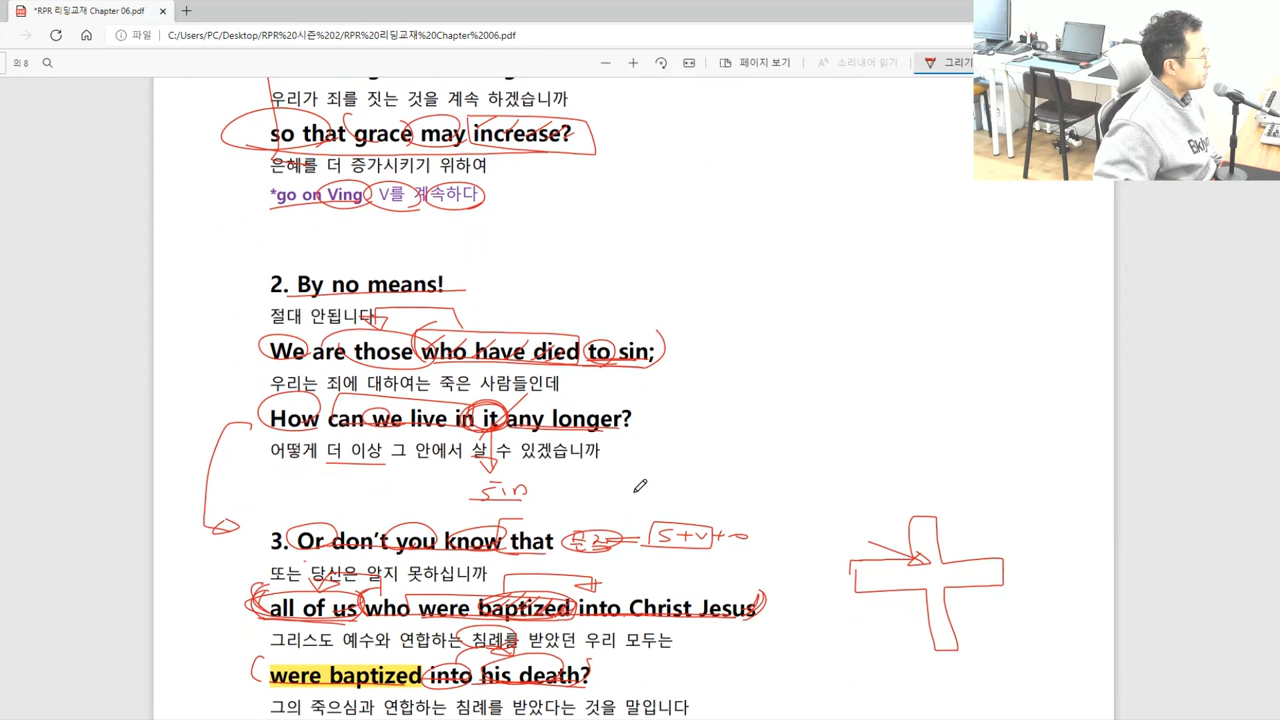 *RPR 리딩교재 Chapter 06.pdf
파일 C:/Users/PC/Desktop/RPR%20시즌%202/RPR%20리딩교재%20Chapter%2006.pdf
의 8 페이지 보기 소리내어 읽기 그리기
우리가 죄를 짓는 것을 계속 하겠습니까
so that grace may increase?
은혜를 더 증가시키기 위하여
*go on Ving V를 계속하다
2. By no means!
절대 안됩니다
We are those who have died to sin;
우리는 죄에 대하여는 죽은 사람들인데
How can we live in it any longer?
어떻게 더 이상 그 안에서 살 수 있겠습니까
sin
3. Or don't you know that = S+V+
또는 당신은 알지 못하십니까
all of us who were baptized into Christ Jesus
그리스도 예수와 연합하는 침례를 받았던 우리 모두는
were baptized into his death?
그의 죽으심과 연합하는 침례를 받았다는 것을 말입니다